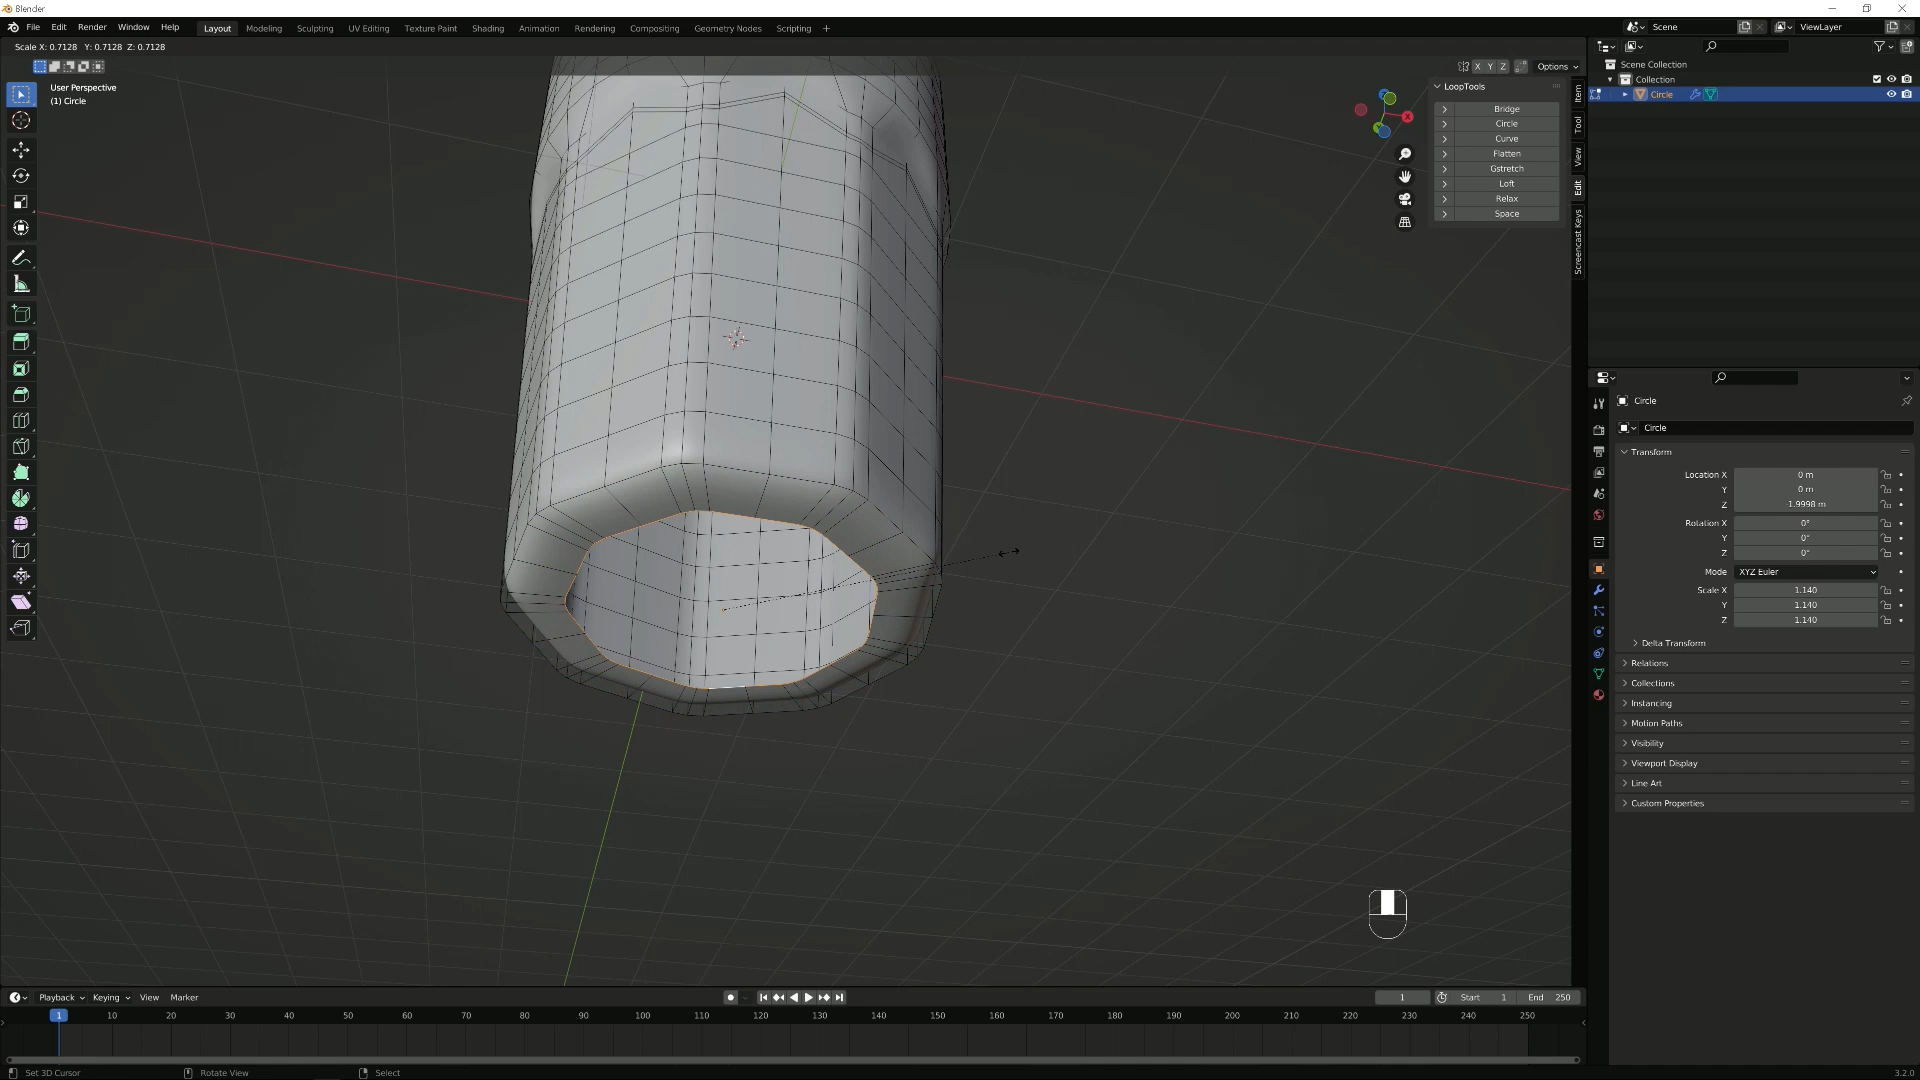 Blender
File Edit Render Window Help Layout Modeling Sculpting UV Editing Texture Paint Shading Animation Rendering Compositing Geometry Nodes Scripting + Scene ViewLayer
Scale X: 0.7128 Y: 0.7128 Z: 0.7128
X Y Z Options
User Perspective
(1) Circle
LoopTools
Bridge
Circle
Curve
Flatten
Gstretch
Loft
Relax
Space
Item
Tool
View
Edit
Screencast Keys
X
Scene Collection
Collection
Circle
Circle
Circle
Transform
Location X 0 m
Y 0 m
Z -1.9998 m
Rotation X 0°
Y 0°
Z 0°
Mode XYZ Euler
Scale X 1.140
Y 1.140
Z 1.140
Delta Transform
Relations
Collections
Instancing
Motion Paths
Visibility
Viewport Display
Line Art
Custom Properties
Playback Keying View Marker 1 Start 1 End 250
1 10 20 30 40 50 60 70 80 90 100 110 120 130 140 150 160 170 180 190 200 210 220 230 240 250
Set 3D Cursor Rotate View Select 3.2.0